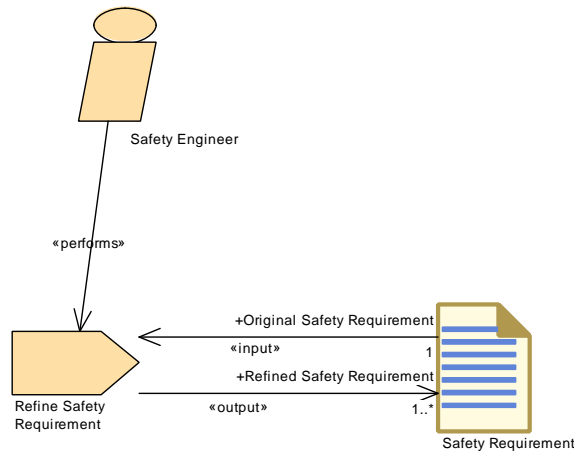 Safety Engineer
«performs»
+Original Safety Requirement
«input»
1
+Refined Safety Requirement
«output»
1..*
Refine Safety
Requirement
Safety Requirement